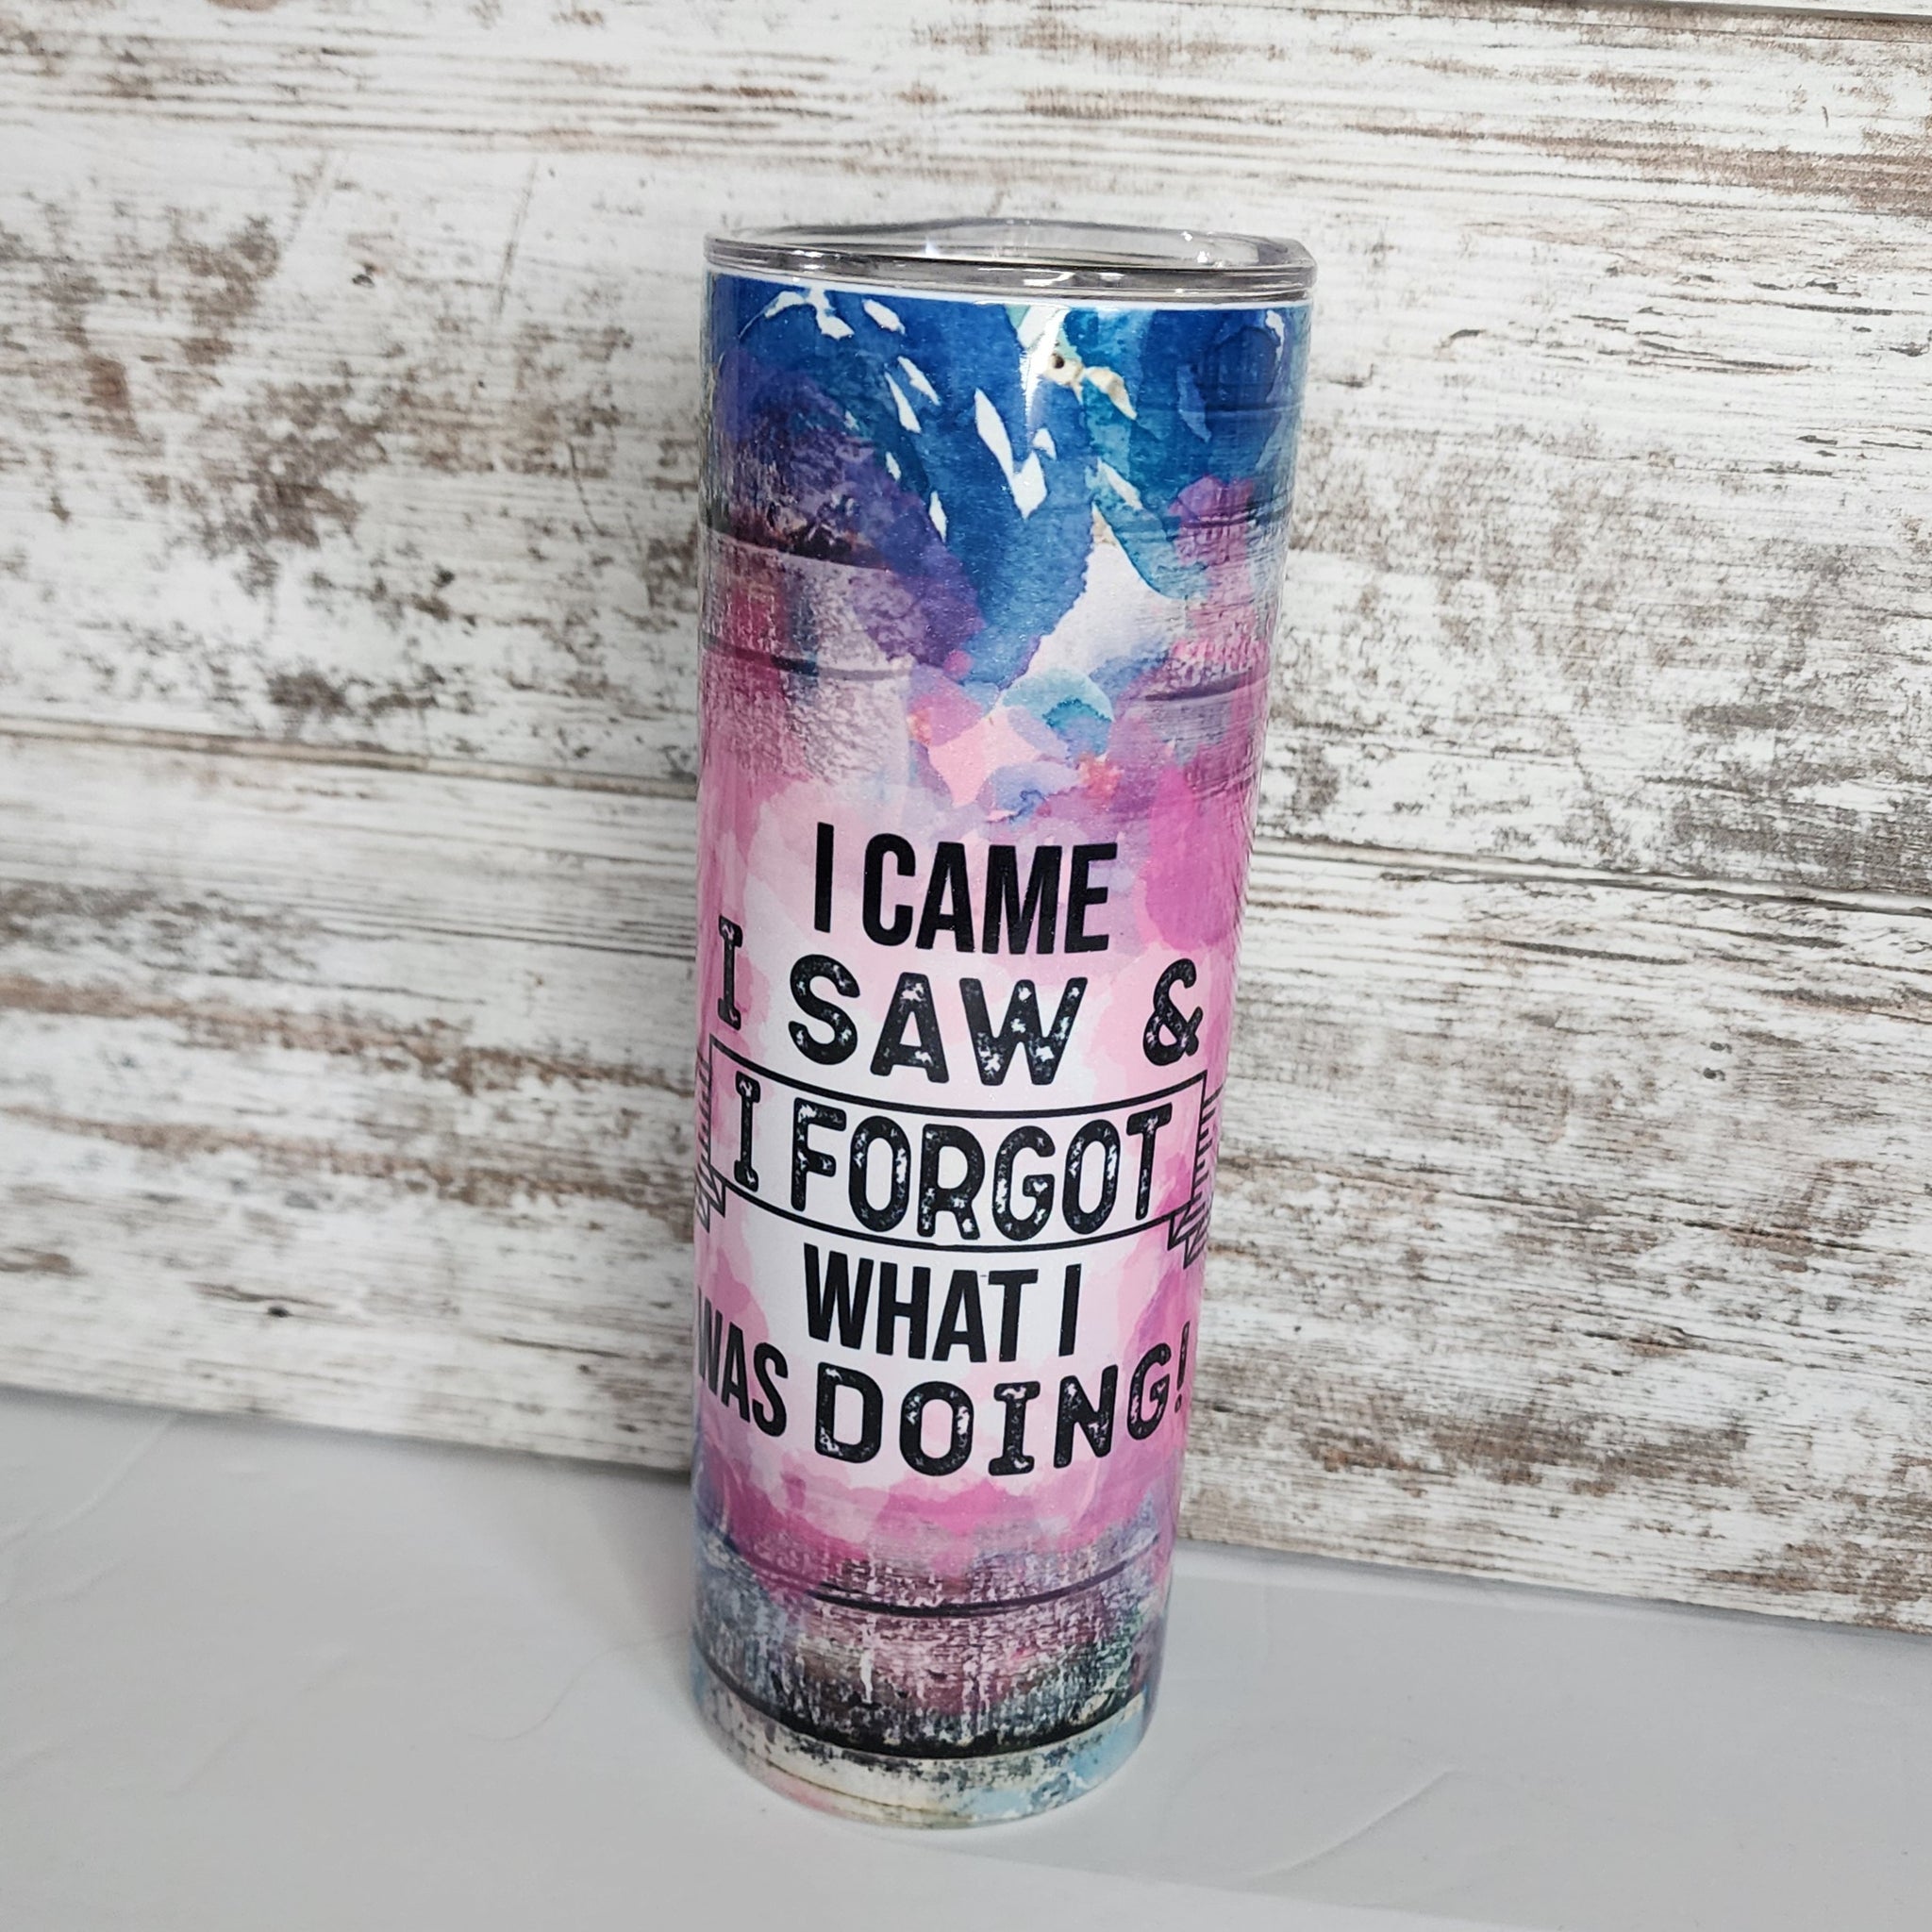 I CAME
I SAW &
I FORGOT
WHAT I
WAS DOING!